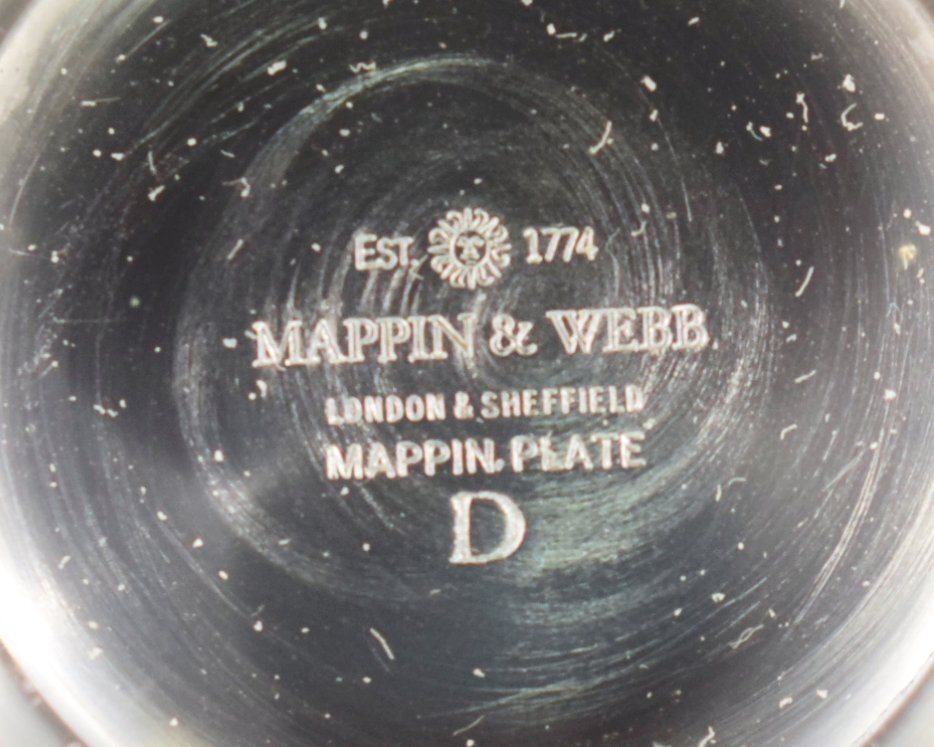 EST. 1774
MAPPIN & WEBB
LONDON & SHEFFIELD
MAPPIN PLATE
D